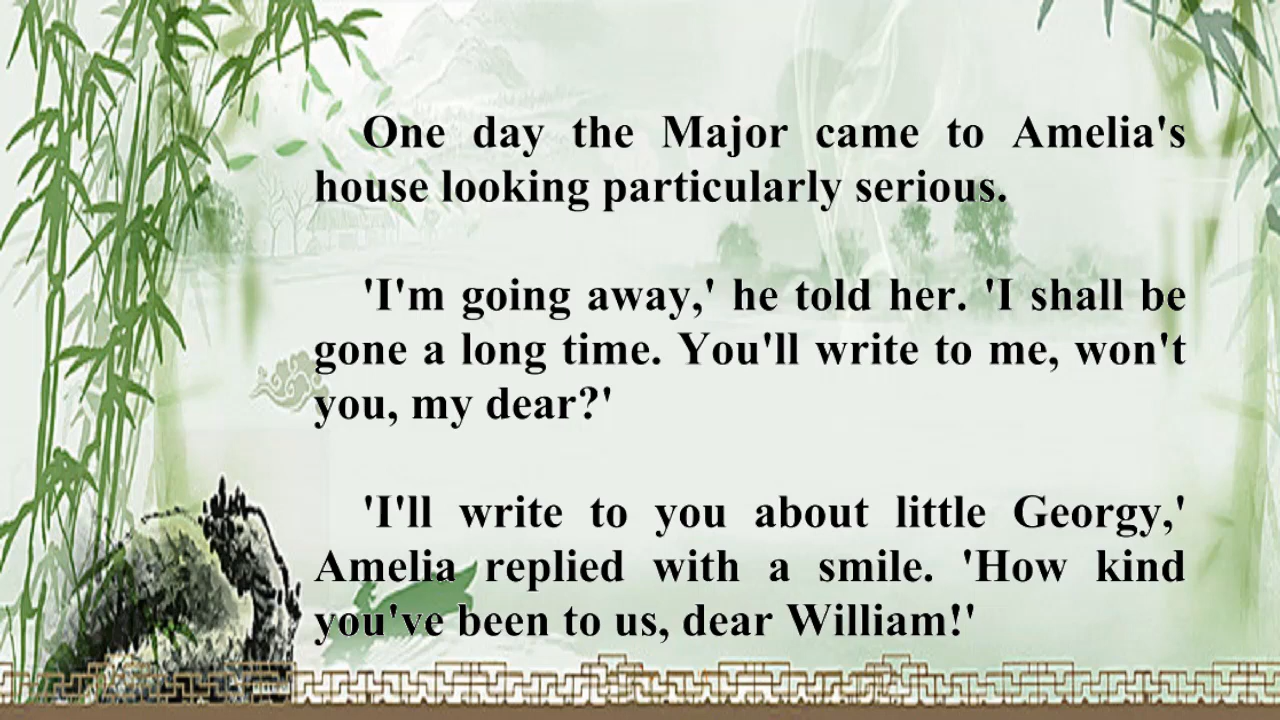 One day the Major came to Amelia's
house looking particularly serious.
'I'm going away,' he told her. 'I shall be
gone a long time. You'll write to me, won't
you, my dear?'
'I'll write to you about little Georgy,'
Amelia replied with a smile. 'How kind
you've been to us, dear William!'